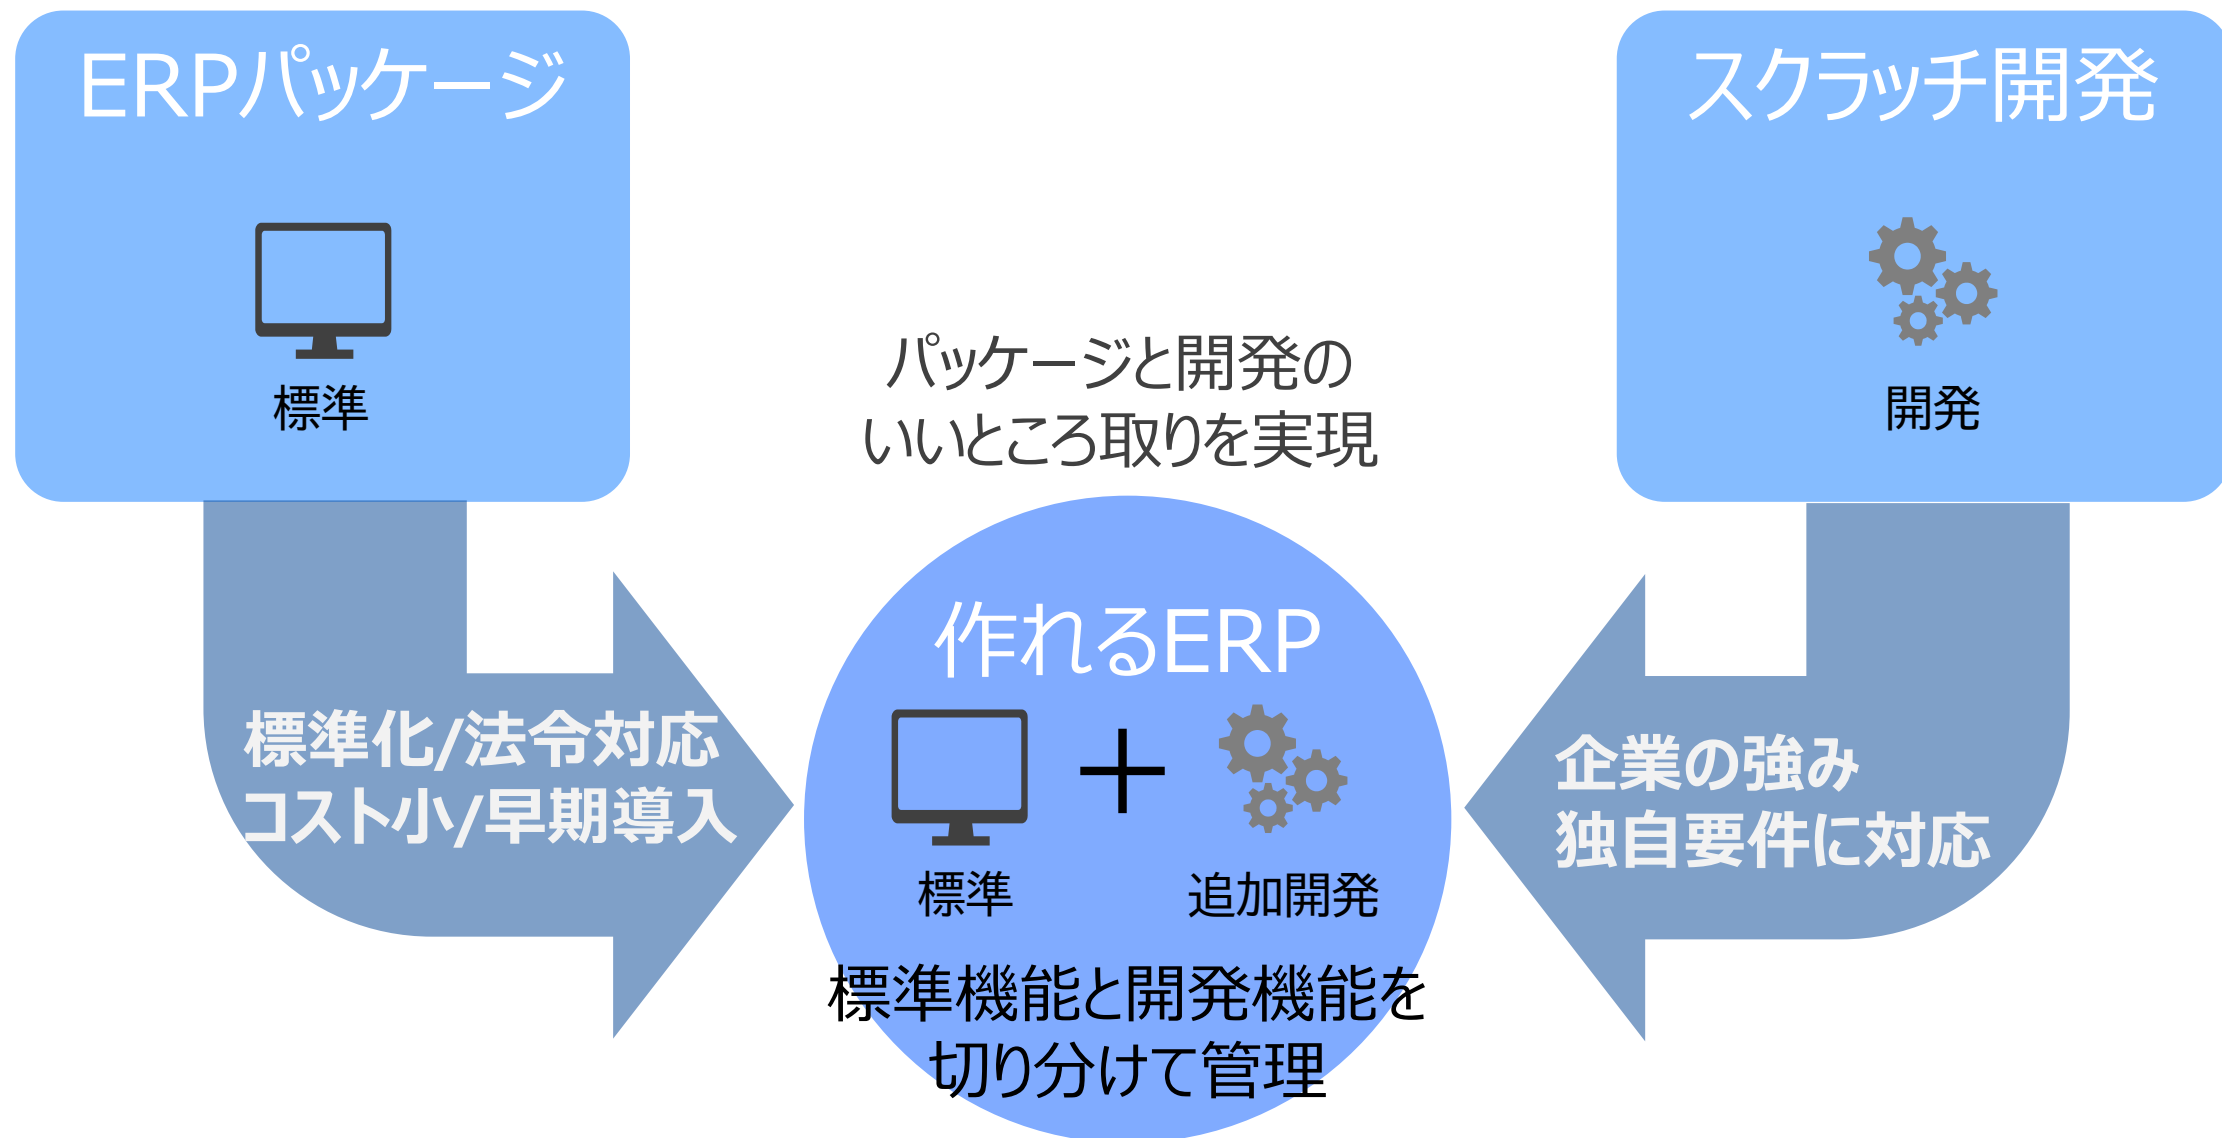 ERPパッケージ
標準
スクラッチ開発
開発
パッケージと開発の
いいところ取りを実現
標準化/法令対応
コスト小/早期導入
作れるERP
標準
＋
追加開発
標準機能と開発機能を
切り分けて管理
企業の強み
独自要件に対応